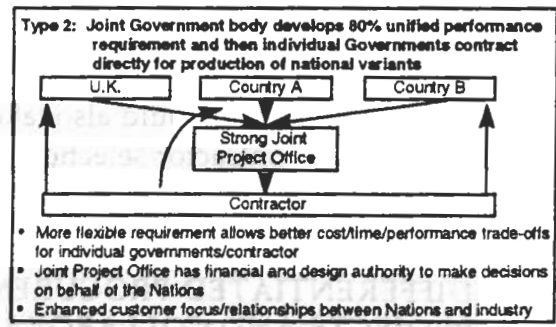 Type 2: Joint Government body develops 80% unified performance
requirement and then individual Governments contract
directly for production of national variants
U.K.
Country A
Country B
Strong Joint
Project Office
Contractor
• More flexible requirement allows better cost/time/performance trade-offs
for individual governments/contractor
• Joint Project Office has financial and design authority to make decisions
on behalf of the Nations
• Enhanced customer focus/relationships between Nations and industry